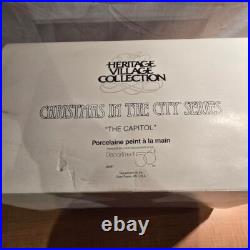 HERITAGE
VILLAGE
COLLECTION
CHRISTMAS IN THE CITY SERIES
"THE CAPITOL"
Porcelaine peint à la main
Department 56